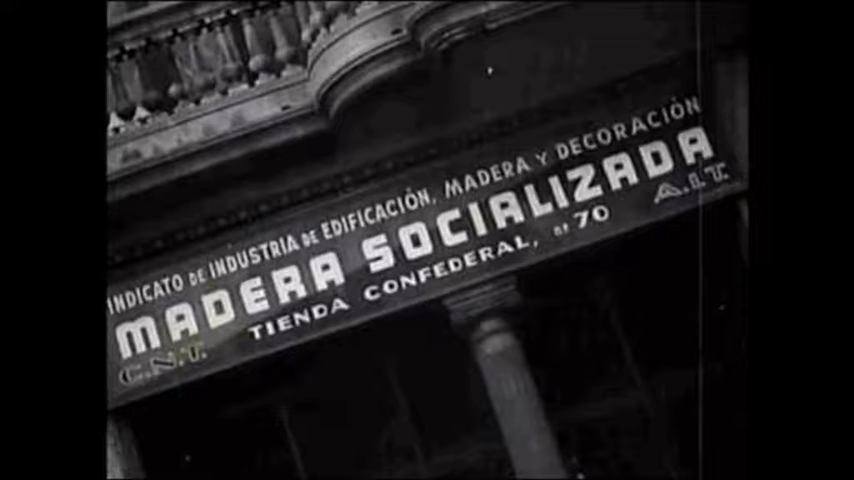 SINDICATO DE INDUSTRIA DE EDIFICACIÓN, MADERA Y DECORACIÓN
MADERA SOCIALIZADA
C.N.T. TIENDA CONFEDERAL, Nº 70 A.I.T.